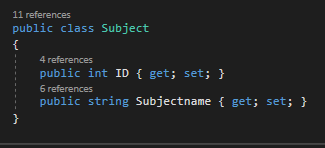 11 references
public class Subject
{
4 references
public int ID { get; set; }
6 references
public string Subjectname { get; set; }
}